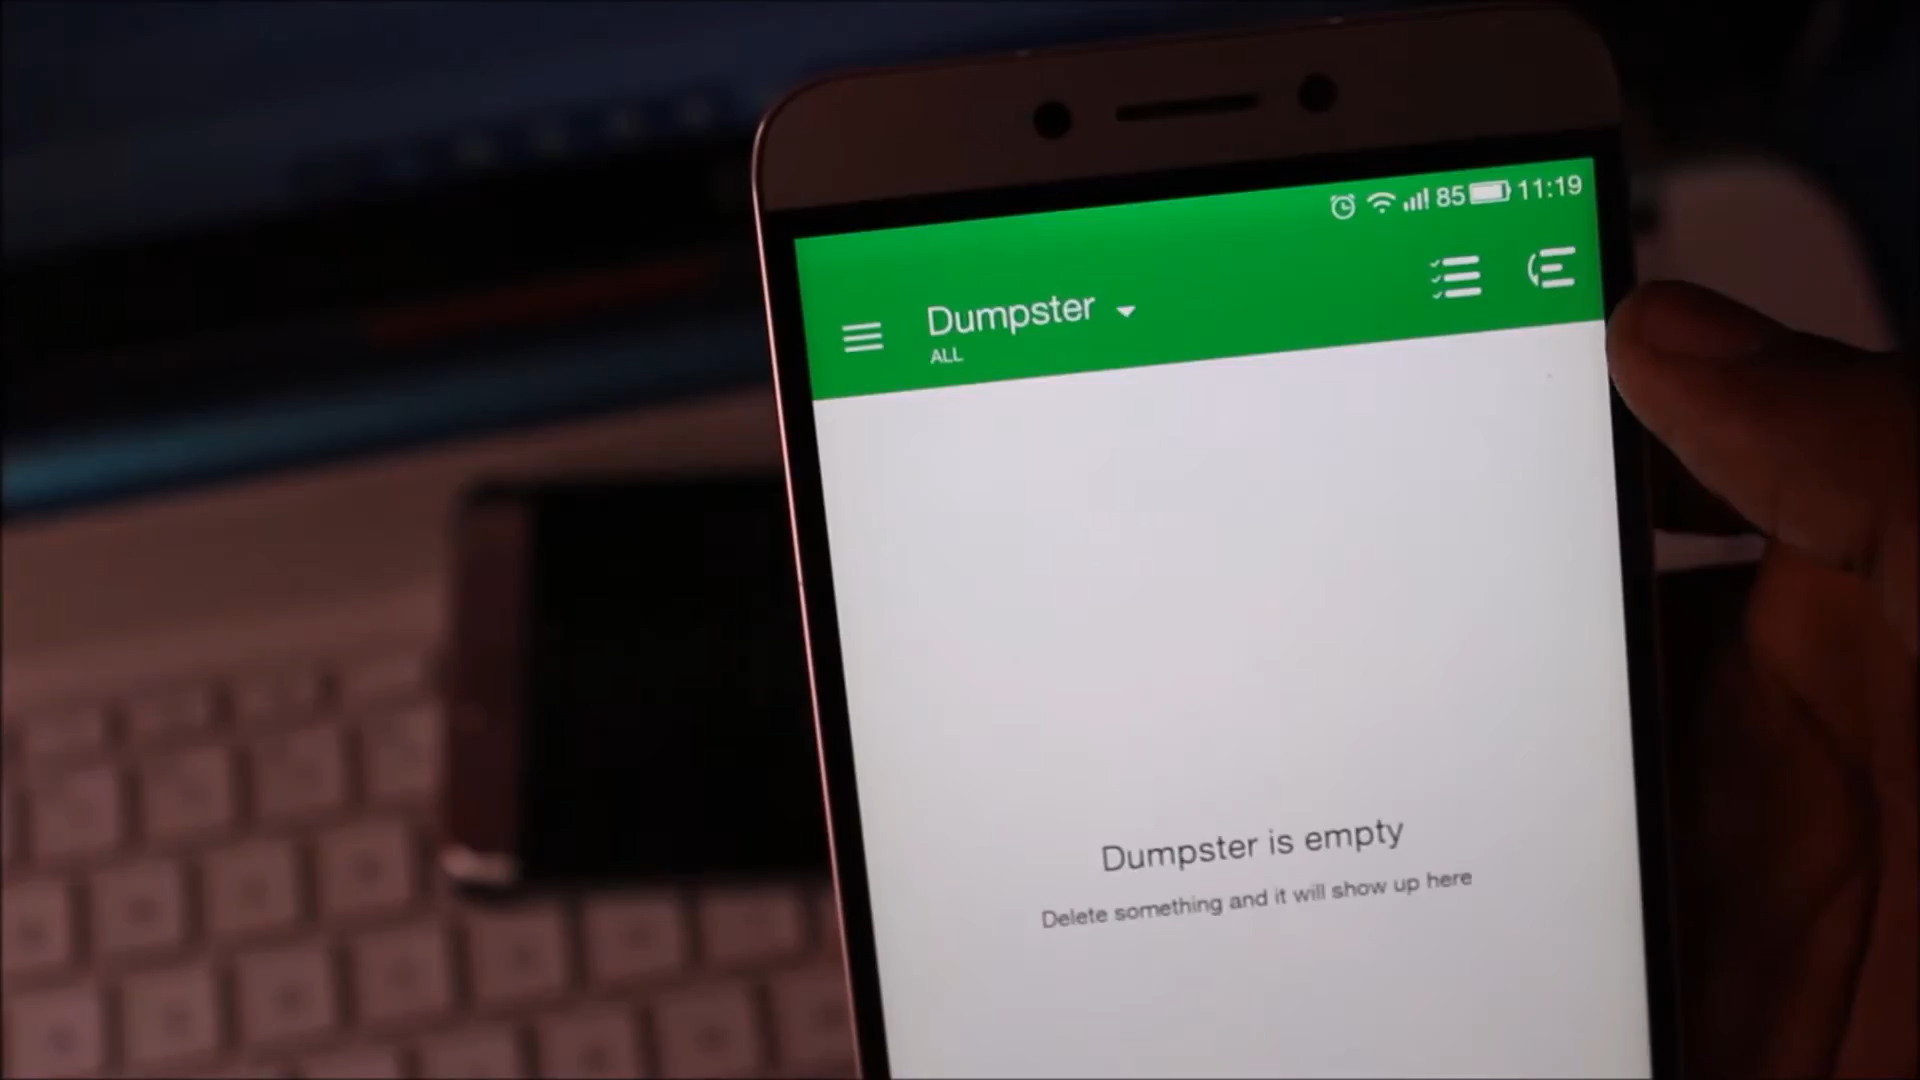 85 11:19
Dumpster
ALL
Dumpster is empty
Delete something and it will show up here